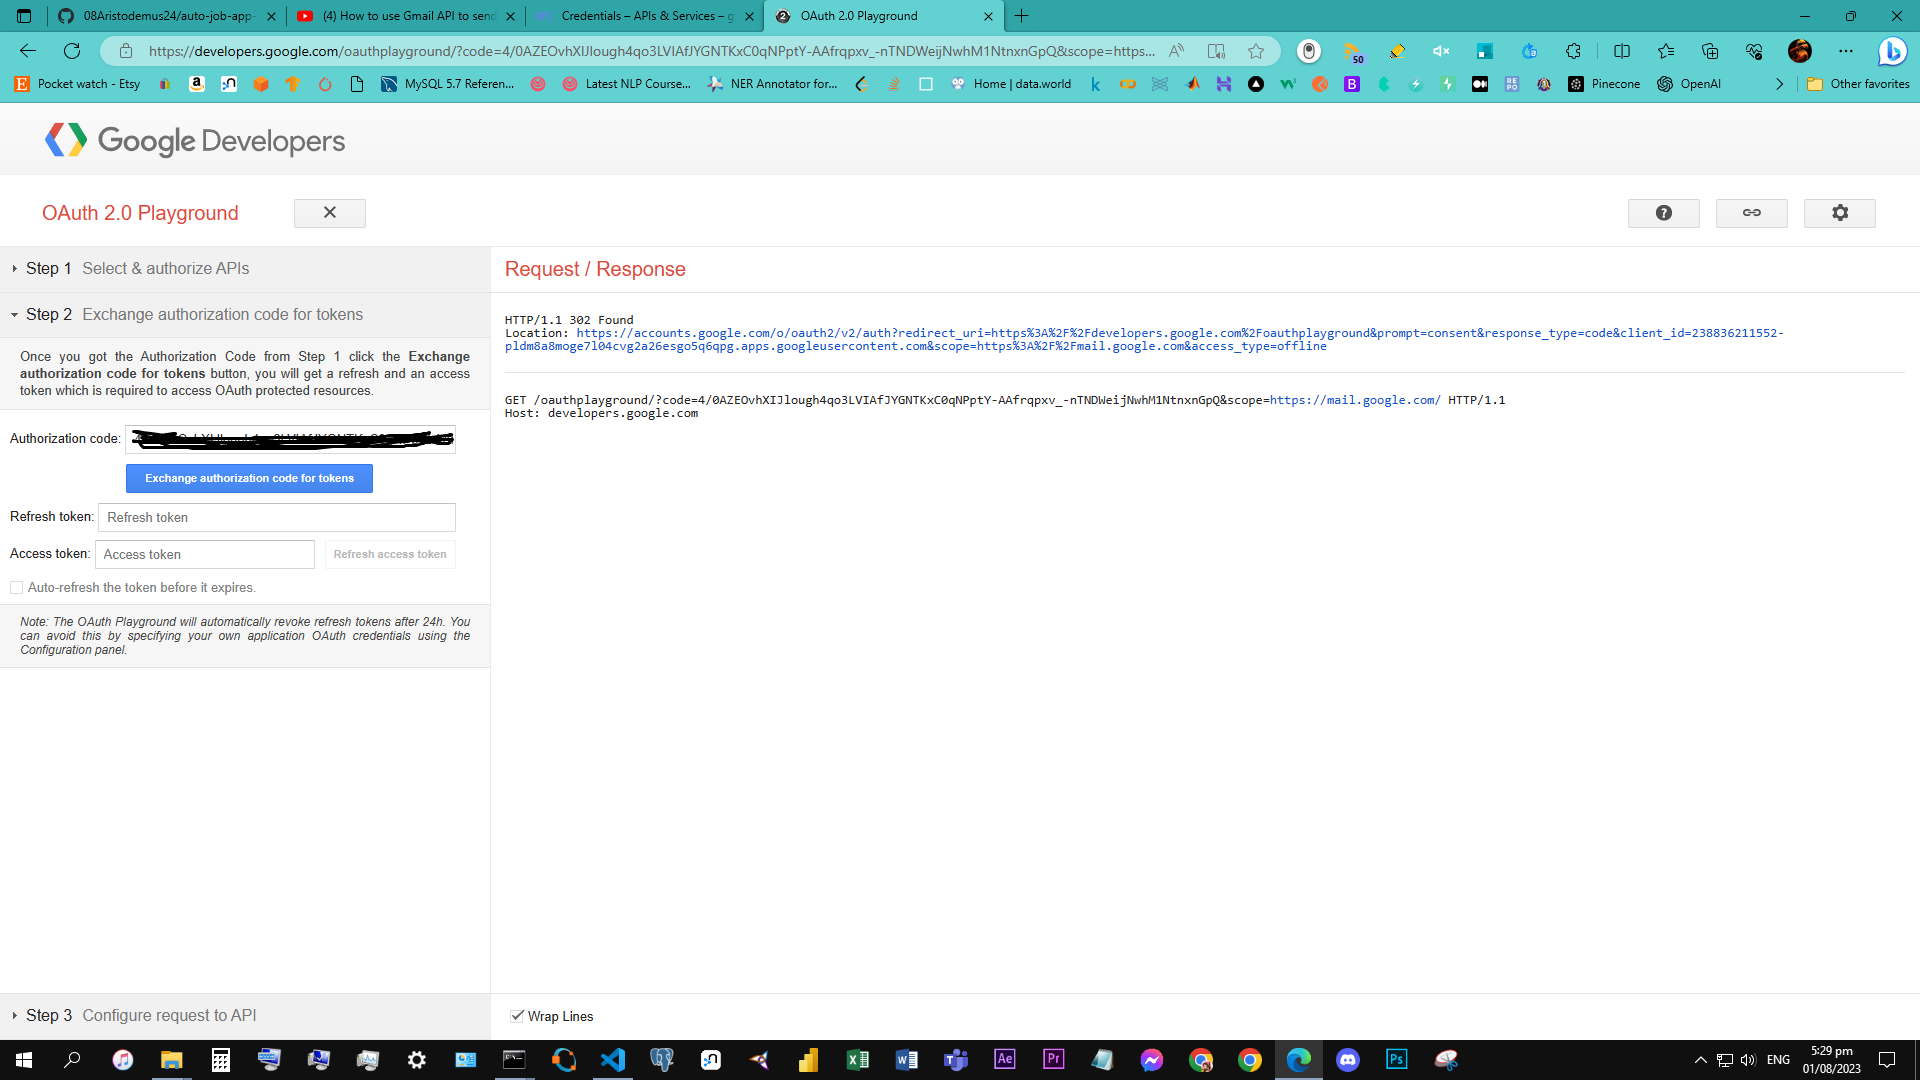 08Aristodemus24/auto-job-app-
(4) How to use Gmail API to send
Credentials – APIs & Services – g
OAuth 2.0 Playground
https://developers.google.com/oauthplayground/?code=4/0AZEOvhXIJlough4qo3LVIAfJYGNTKxC0qNPptY-AAfrqpxv_-nTNDWeijNwhM1NtnxnGpQ&scope=https...
50
Pocket watch - Etsy
MySQL 5.7 Referen...
Latest NLP Course...
NER Annotator for...
Home | data.world
Pinecone
OpenAI
Other favorites
Google Developers
OAuth 2.0 Playground
Step 1 Select & authorize APIs
Step 2 Exchange authorization code for tokens
Once you got the Authorization Code from Step 1 click the Exchange
authorization code for tokens button, you will get a refresh and an access
token which is required to access OAuth protected resources.
Authorization code:
Exchange authorization code for tokens
Refresh token: Refresh token
Access token: Access token
Refresh access token
Auto-refresh the token before it expires.
Note: The OAuth Playground will automatically revoke refresh tokens after 24h. You
can avoid this by specifying your own application OAuth credentials using the
Configuration panel.
Step 3 Configure request to API
Request / Response
HTTP/1.1 302 Found
Location: https://accounts.google.com/o/oauth2/v2/auth?redirect_uri=https%3A%2F%2Fdevelopers.google.com%2Foauthplayground&prompt=consent&response_type=code&client_id=238836211552-
pldm8a8moge7l04cvg2a26esgo5q6qpg.apps.googleusercontent.com&scope=https%3A%2F%2Fmail.google.com&access_type=offline
GET /oauthplayground/?code=4/0AZEOvhXIJlough4qo3LVIAfJYGNTKxC0qNPptY-AAfrqpxv_-nTNDWeijNwhM1NtnxnGpQ&scope=https://mail.google.com/ HTTP/1.1
Host: developers.google.com
Wrap Lines
ENG
5:29 pm
01/08/2023